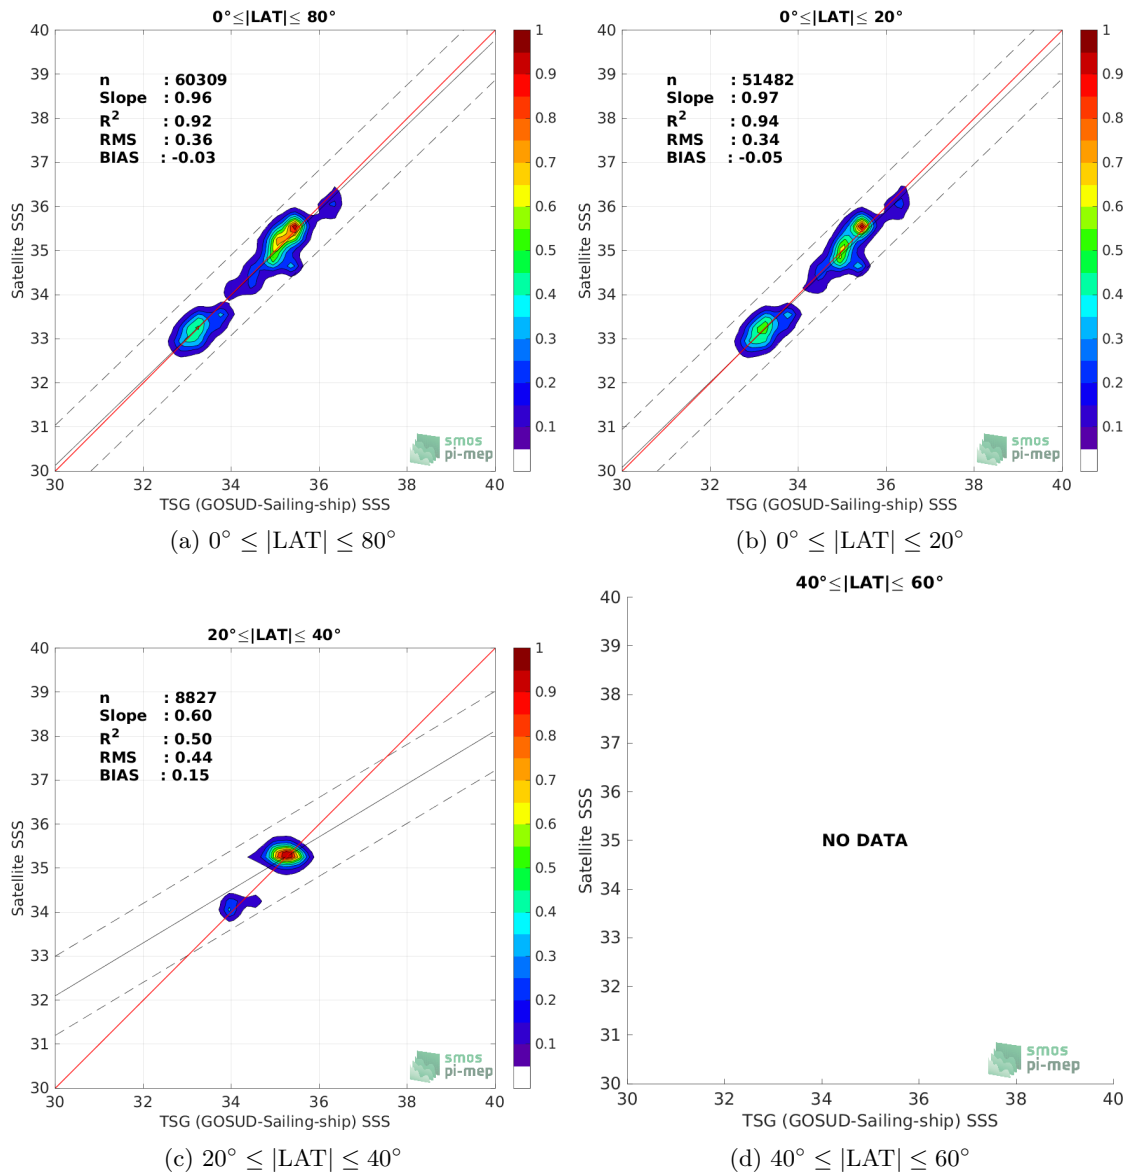 0°≤|LAT|≤ 80°
40
39
38
37
36
35
34
33
32
31
30
Satellite SSS
n : 60309
Slope : 0.96
R2 : 0.92
RMS : 0.36
BIAS : -0.03
smos
pi-mep
30 32 34 36 38 40
TSG (GOSUD-Sailing-ship) SSS
1
0.9
0.8
0.7
0.6
0.5
0.4
0.3
0.2
0.1
(a) 0° ≤ |LAT| ≤ 80°
0°≤|LAT|≤ 20°
40
39
38
37
36
35
34
33
32
31
30
Satellite SSS
n : 51482
Slope : 0.97
R2 : 0.94
RMS : 0.34
BIAS : -0.05
smos
pi-mep
30 32 34 36 38 40
TSG (GOSUD-Sailing-ship) SSS
1
0.9
0.8
0.7
0.6
0.5
0.4
0.3
0.2
0.1
(b) 0° ≤ |LAT| ≤ 20°
20°≤|LAT|≤ 40°
40
39
38
37
36
35
34
33
32
31
30
Satellite SSS
n : 8827
Slope : 0.60
R2 : 0.50
RMS : 0.44
BIAS : 0.15
smos
pi-mep
30 32 34 36 38 40
TSG (GOSUD-Sailing-ship) SSS
1
0.9
0.8
0.7
0.6
0.5
0.4
0.3
0.2
0.1
(c) 20° ≤ |LAT| ≤ 40°
40°≤|LAT|≤ 60°
40
39
38
37
36
35
34
33
32
31
30
Satellite SSS
NO DATA
smos
pi-mep
30 32 34 36 38 40
TSG (GOSUD-Sailing-ship) SSS
(d) 40° ≤ |LAT| ≤ 60°